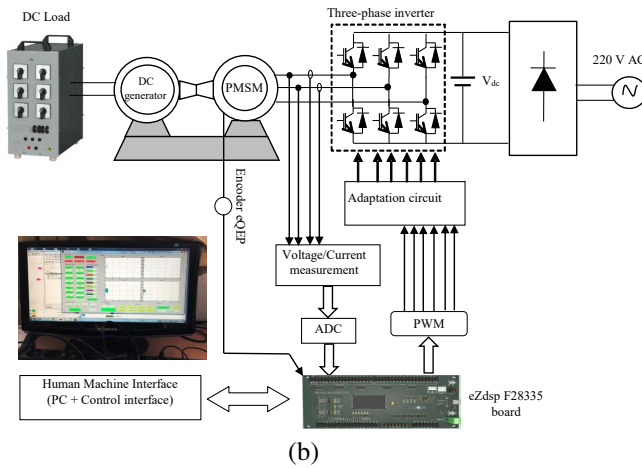 DC Load
Three-phase inverter
DC
generator
PMSM
V_dc
220 V AC
Encoder eQEP
Adaptation circuit
Voltage/Current
measurement
ADC
PWM
Human Machine Interface
(PC + Control interface)
eZdsp F28335
board
(b)